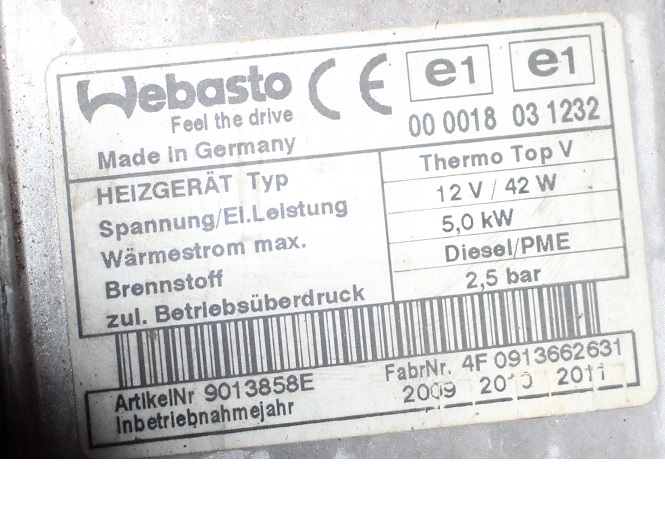 Webasto CE e1 e1
Feel the drive 00 0018 03 1232
Made in Germany
HEIZGERÄT Typ Thermo Top V
Spannung/El.Leistung 12 V / 42 W
Wärmestrom max. 5,0 kW
Brennstoff Diesel/PME
zul. Betriebsüberdruck 2,5 bar
ArtikelNr 9013858E FabrNr. 4F 0913662631
Inbetriebnahmejahr 2009 2010 2011